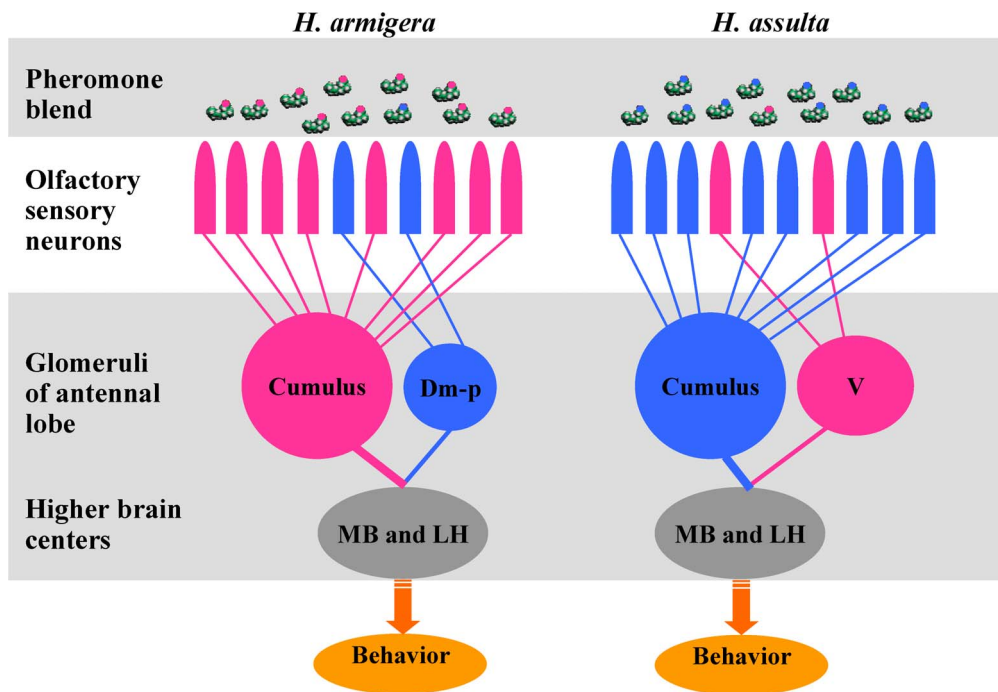 H. armigera
H. assulta
Pheromone
blend
Olfactory
sensory
neurons
Glomeruli
of antennal
lobe
Cumulus
Dm-p
Cumulus
V
Higher brain
centers
MB and LH
MB and LH
Behavior
Behavior